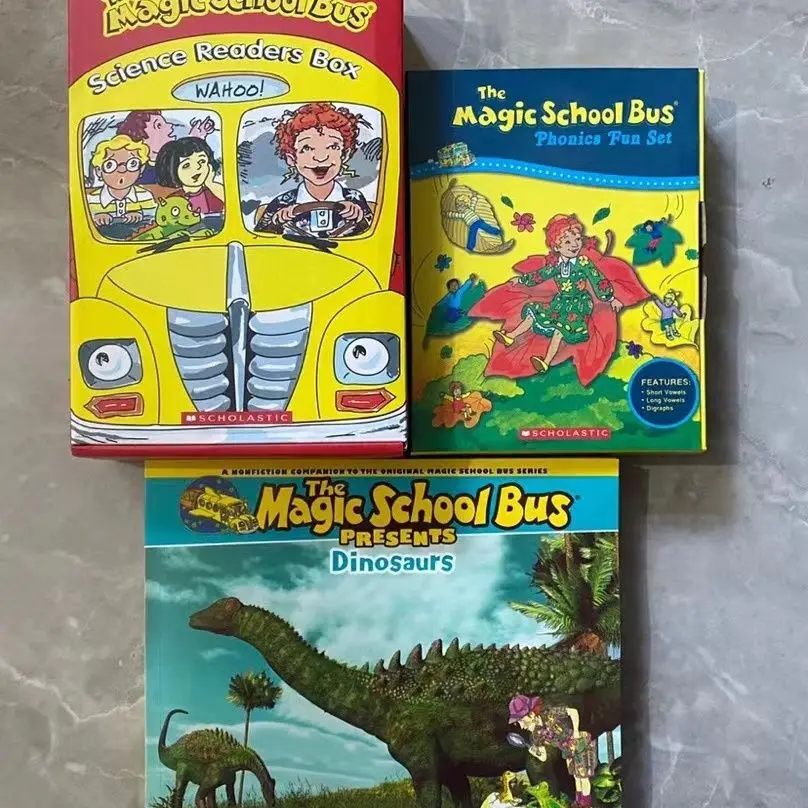 Magic School Bus®
Science Readers Box
WAHOO!
SCHOLASTIC
The
Magic School Bus®
Phonics Fun Set
FEATURES:
• Short Vowels
• Long Vowels
• Digraphs
SCHOLASTIC
A NONFICTION COMPANION TO THE ORIGINAL MAGIC SCHOOL BUS SERIES
The
Magic School Bus®
PRESENTS
Dinosaurs